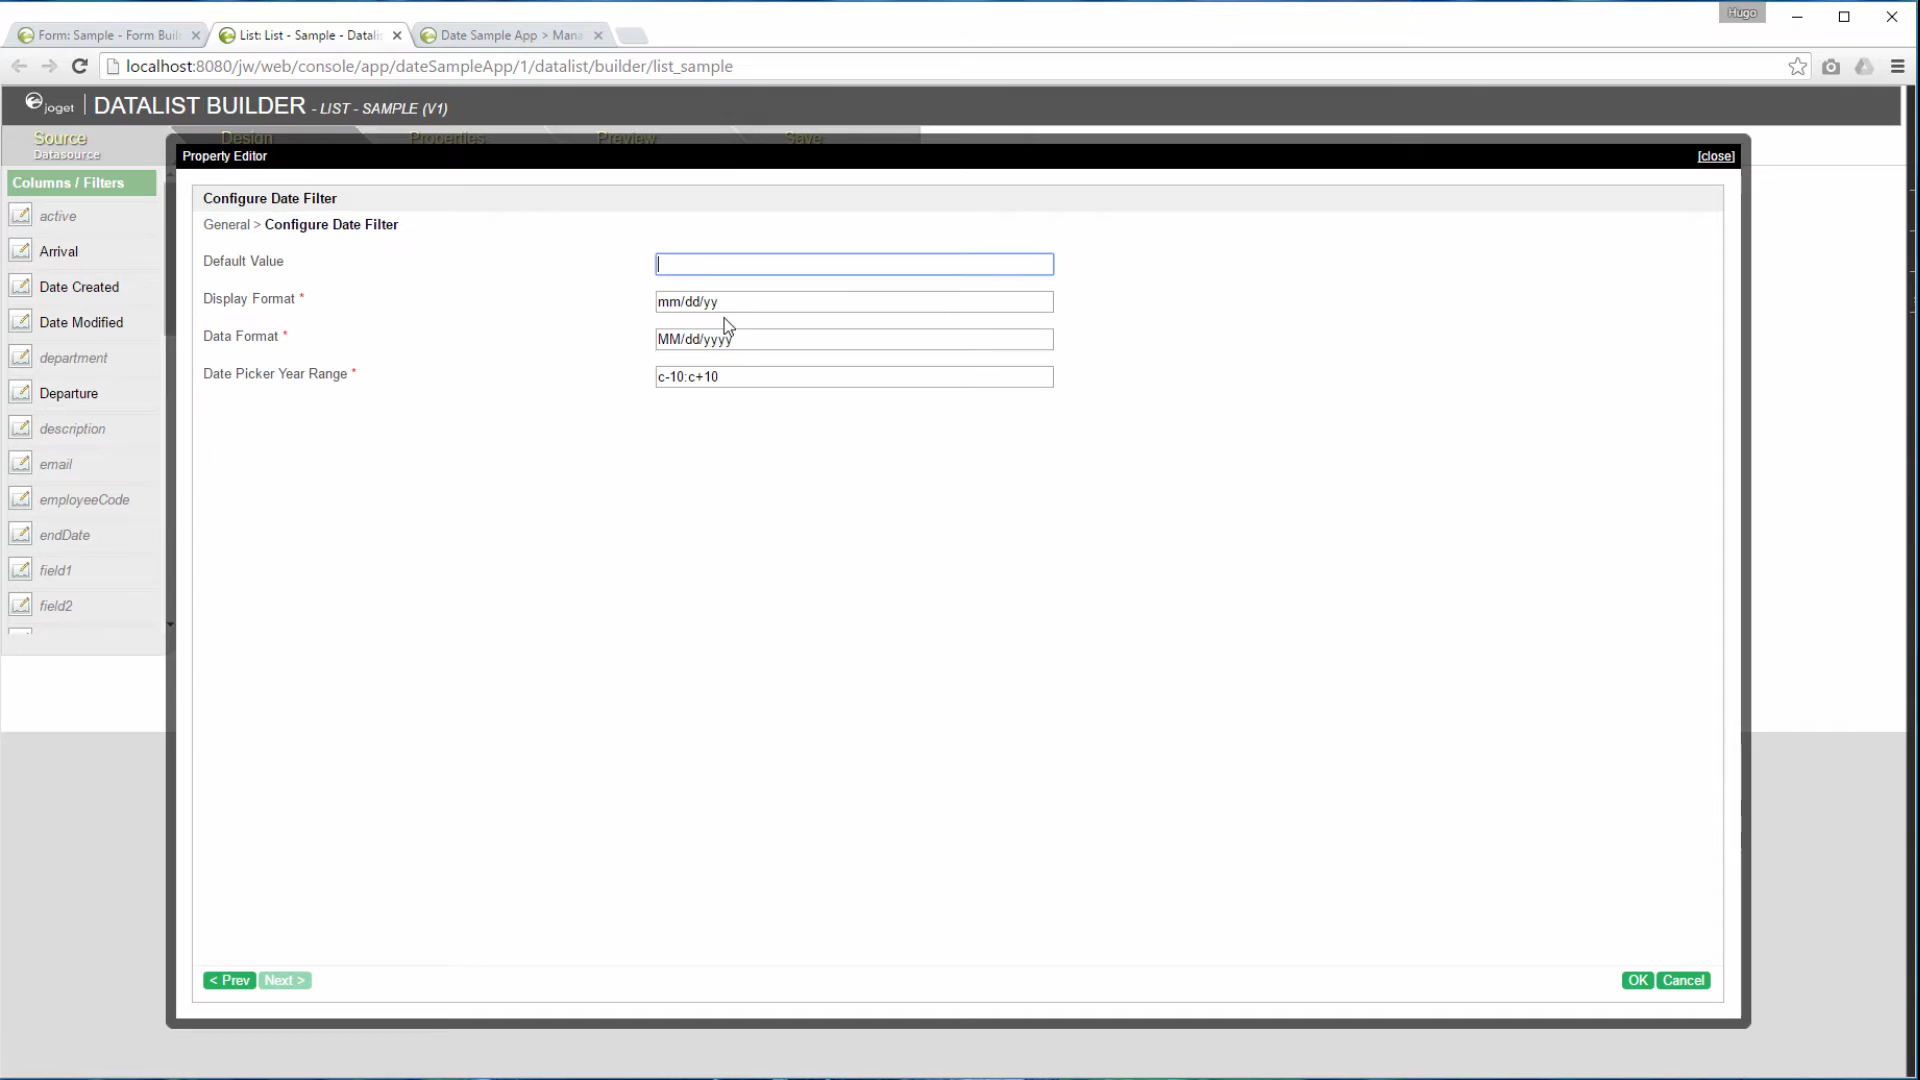 Hugo
Form: Sample - Form Buil
List: List - Sample - Datali
Date Sample App > Mana
localhost:8080/jw/web/console/app/dateSampleApp/1/datalist/builder/list_sample
joget
DATALIST BUILDER - LIST - SAMPLE (V1)
Source
Datasource
Design
Properties
Preview
Save
Property Editor
[close]
Columns / Filters
active
Arrival
Date Created
Date Modified
department
Departure
description
email
employeeCode
endDate
field1
field2
Configure Date Filter
General > Configure Date Filter
Default Value
Display Format *
mm/dd/yy
Data Format *
MM/dd/yyyy
Date Picker Year Range *
c-10:c+10
< Prev
Next >
OK
Cancel